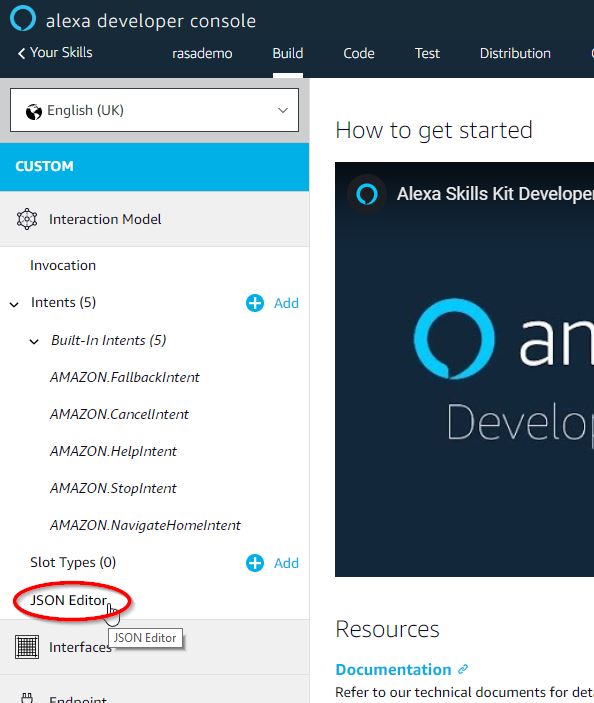 alexa developer console
Your Skills
rasademo
Build
Code
Test
Distribution
English (UK)
CUSTOM
Interaction Model
Invocation
Intents (5)
Add
Built-In Intents (5)
AMAZON.FallbackIntent
AMAZON.CancelIntent
AMAZON.HelpIntent
AMAZON.StopIntent
AMAZON.NavigateHomeIntent
Slot Types (0)
Add
JSON Editor
JSON Editor
Interfaces
Endpoint
How to get started
Alexa Skills Kit Developer
an
Develop
Resources
Documentation
Refer to our technical documents for det